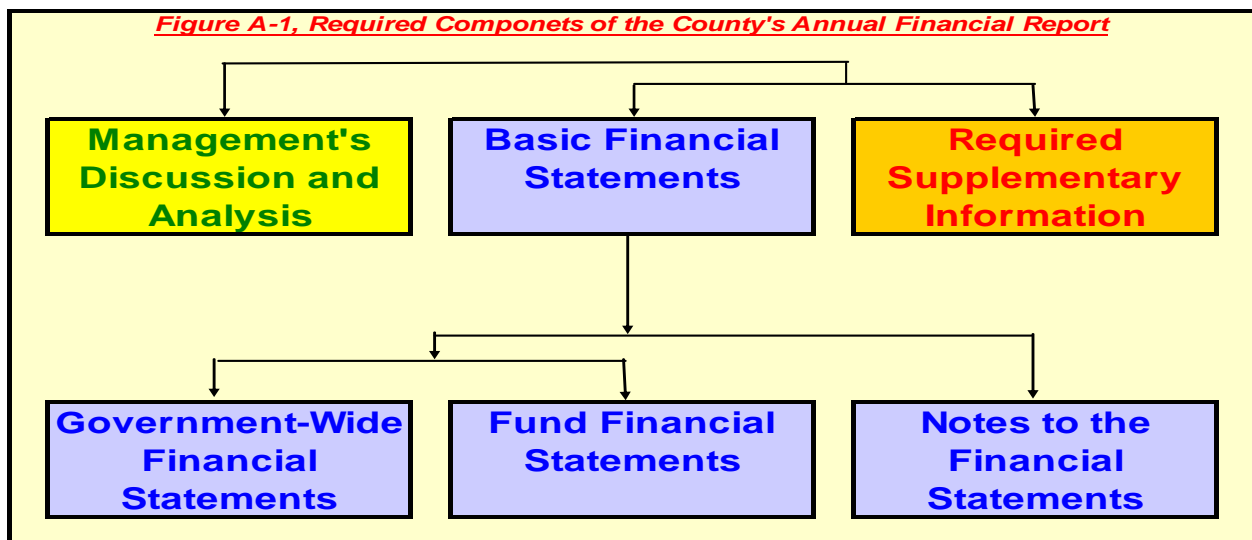 Figure A-1, Required Componets of the County's Annual Financial Report
Management's
Discussion and
Analysis
Basic Financial
Statements
Required
Supplementary
Information
Government-Wide
Financial
Statements
Fund Financial
Statements
Notes to the
Financial
Statements